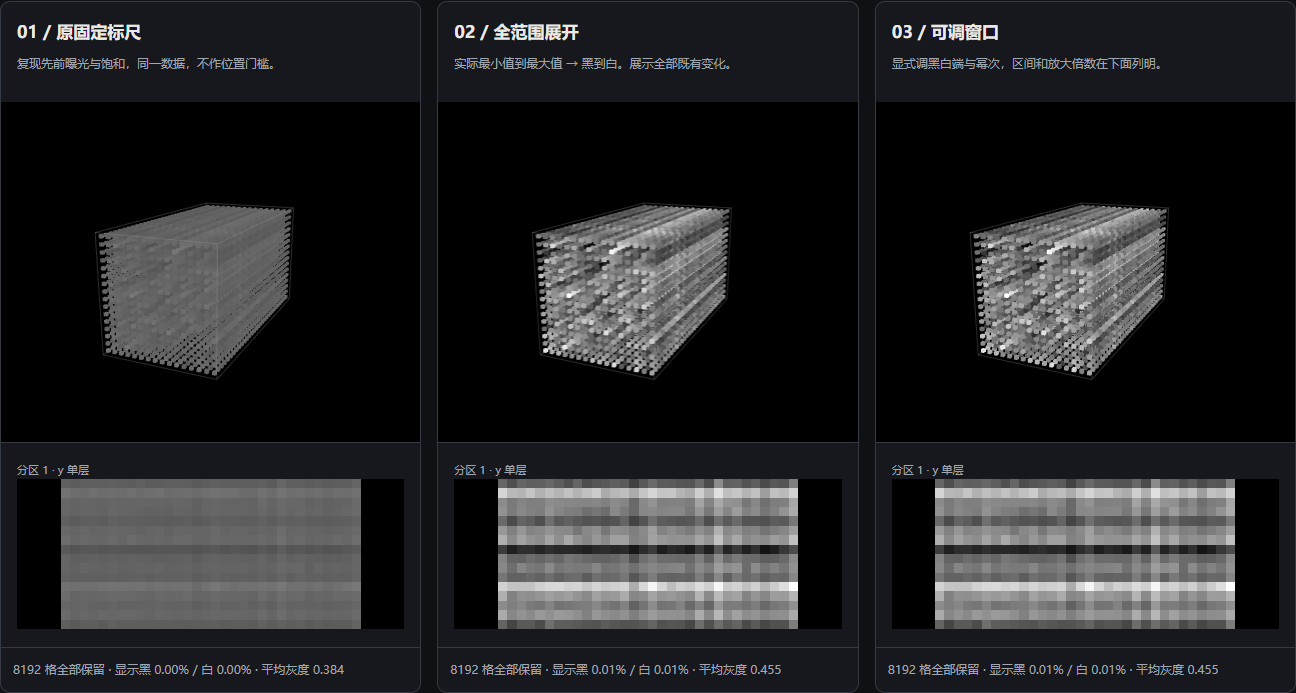 01 / 原固定标尺
复现先前曝光与饱和，同一数据，不作位置门槛。
分区 1 · y 单层
8192 格全部保留 · 显示黑 0.00% / 白 0.00% · 平均灰度 0.384
02 / 全范围展开
实际最小值到最大值 → 黑到白。展示全部既有变化。
分区 1 · y 单层
8192 格全部保留 · 显示黑 0.01% / 白 0.01% · 平均灰度 0.455
03 / 可调窗口
显式调黑白端与幂次，区间和放大倍数在下面列明。
分区 1 · y 单层
8192 格全部保留 · 显示黑 0.01% / 白 0.01% · 平均灰度 0.455